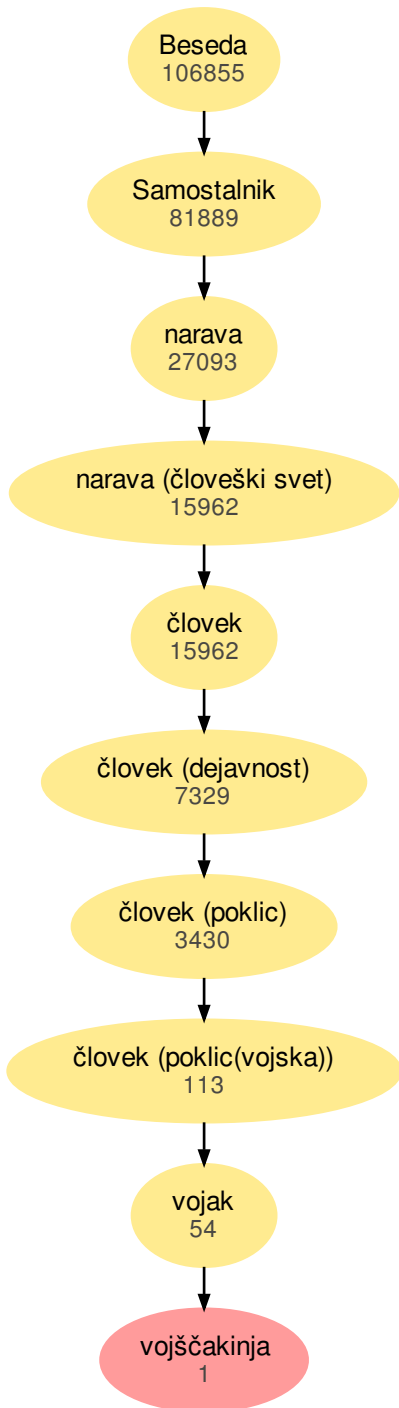 Beseda
106855
Samostalnik
81889
narava
27093
narava (človeški svet)
15962
človek
15962
človek (dejavnost)
7329
človek (poklic)
3430
človek (poklic(vojska))
113
vojak
54
vojščakinja
1